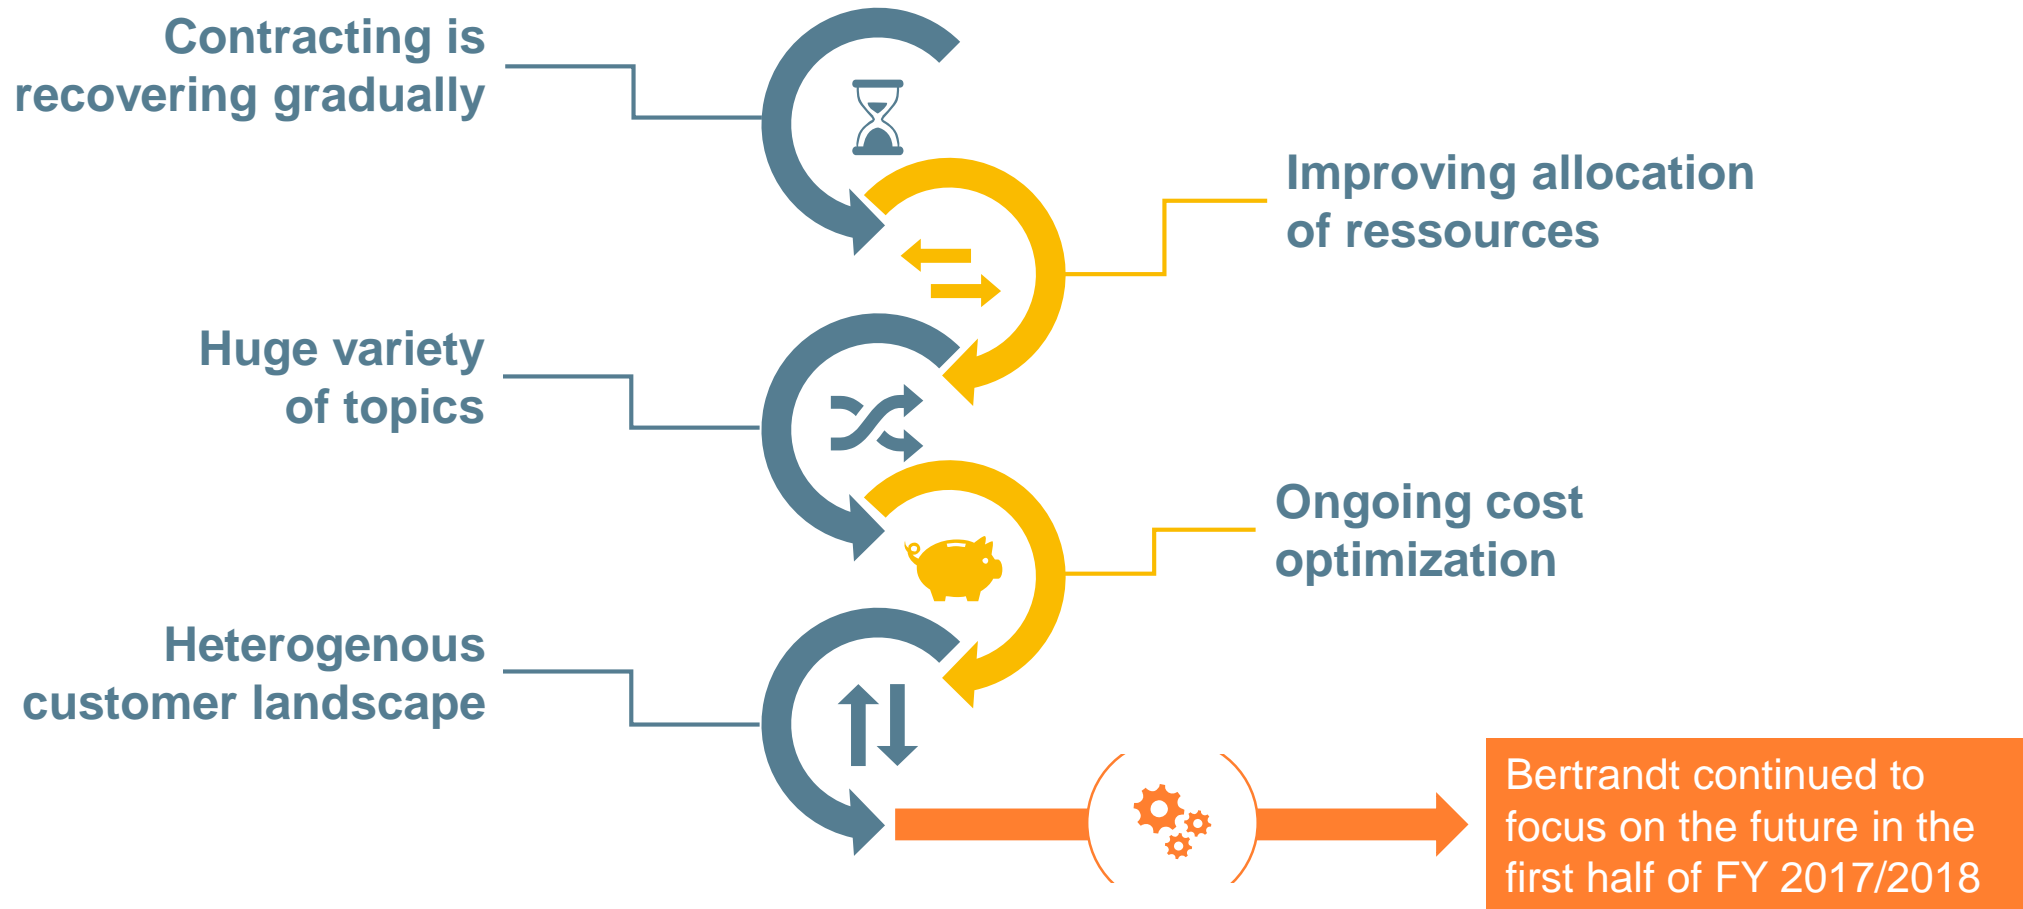 Contracting is
recovering gradually
Improving allocation
of ressources
Huge variety
of topics
Ongoing cost
optimization
Heterogenous
customer landscape
Bertrandt continued to
focus on the future in the
first half of FY 2017/2018